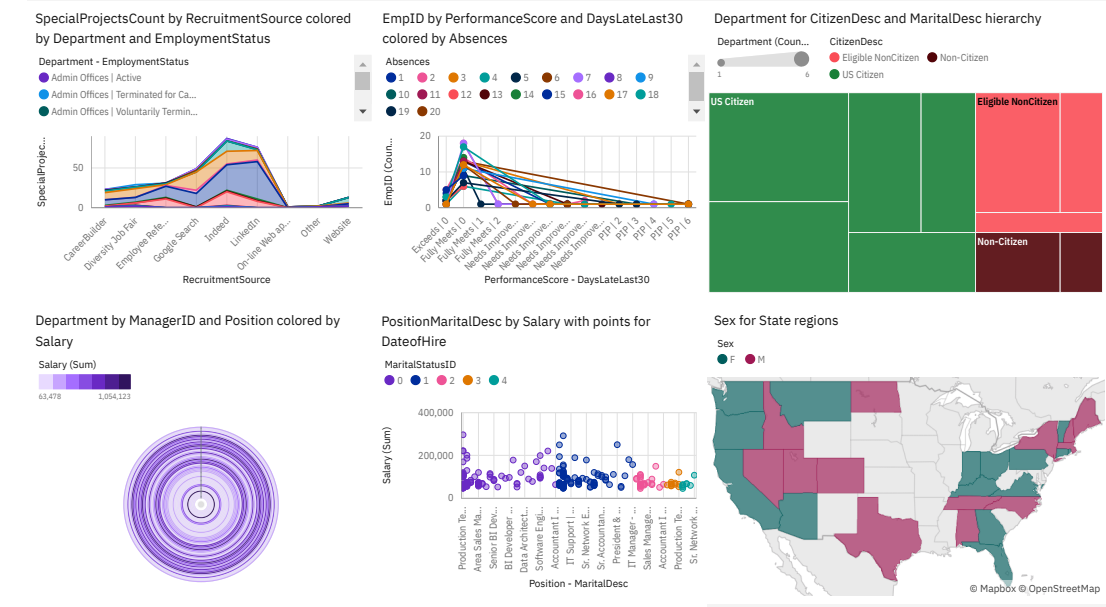 SpecialProjectsCount by RecruitmentSource colored
by Department and EmploymentStatus
Department - EmploymentStatus
Admin Offices | Active
Admin Offices | Terminated for Ca...
Admin Offices | Voluntarily Termin...
SpecialProjec...
50
0
CareerBuilder
Diversity Job Fair
Employee Refe...
Google Search
Indeed
LinkedIn
On-line Web ap...
Other
Website
RecruitmentSource
EmpID by PerformanceScore and DaysLateLast30
colored by Absences
Absences
1 2 3 4 5 6 7 8 9
10 11 12 13 14 15 16 17 18
19 20
EmpID (Coun...
20
10
0
Exceeds | 0
Fully Meets | 0
Fully Meets | 1
Fully Meets | 2
Needs Improve...
Needs Improve...
Needs Improve...
Needs Improve...
Needs Improve...
PIP | 2
PIP | 3
PIP | 4
PIP | 5
PIP | 6
PerformanceScore - DaysLateLast30
Department for CitizenDesc and MaritalDesc hierarchy
Department (Coun...
1 6
CitizenDesc
Eligible NonCitizen Non-Citizen
US Citizen
US Citizen
Eligible NonCitizen
Non-Citizen
Department by ManagerID and Position colored by
Salary
Salary (Sum)
63,478 1,054,123
PositionMaritalDesc by Salary with points for
DateofHire
MaritalStatusID
0 1 2 3 4
Salary (Sum)
400,000
200,000
0
Production Te...
Area Sales Ma...
Senior BI Dev...
BI Developer ...
Data Architect...
Software Engi...
Accountant I ...
IT Support | ...
Sr. Network E...
Sr. Accountan...
President & ...
IT Manager - ...
Sales Manage...
Accountant I ...
Production Te...
Sr. Network ...
Position - MaritalDesc
Sex for State regions
Sex
F M
© Mapbox © OpenStreetMap